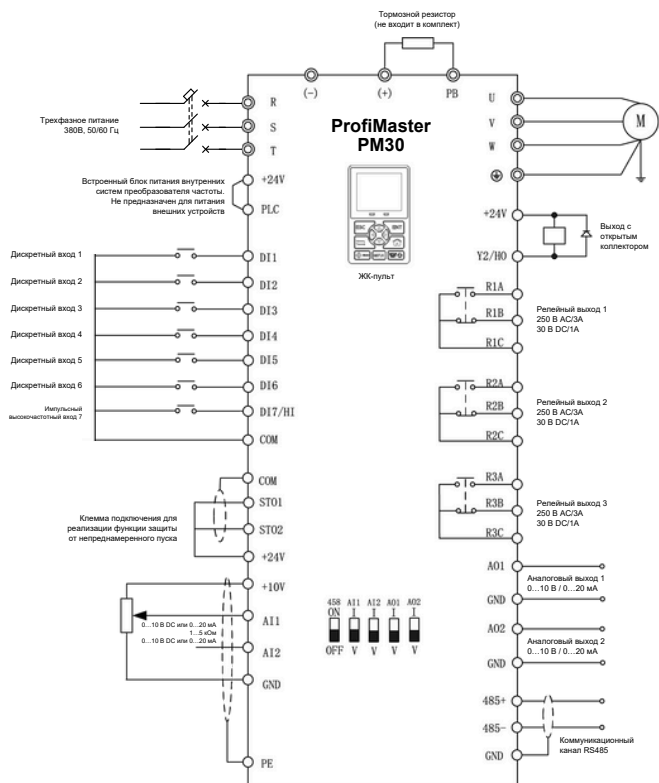 Тормозной резистор
(не входит в комплект)
(-)
(+)
PB
R
S
T
Трехфазное питание
380В, 50/60 Гц
ProfiMaster
PM30
U
V
W
M
+24V
PLC
Встроенный блок питания внутренних
систем преобразователя частоты.
Не предназначен для питания
внешних устройств
ЖК-пульт
+24V
Y2/HO
Выход с
открытым
коллектором
Дискретный вход 1
DI1
Дискретный вход 2
DI2
Дискретный вход 3
DI3
Дискретный вход 4
DI4
Дискретный вход 5
DI5
Дискретный вход 6
DI6
Импульсный
высокочастотный вход 7
DI7/HI
COM
R1A
R1B
R1C
Релейный выход 1
250 В AC/3A
30 В DC/1A
R2A
R2B
R2C
Релейный выход 2
250 В AC/3A
30 В DC/1A
R3A
R3B
R3C
Релейный выход 3
250 В AC/3A
30 В DC/1A
COM
STO1
STO2
+24V
Клемма подключения для
реализации функции защиты
от непреднамеренного пуска
+10V
AI1
0...10 В DC или 0...20 мА
1...5 кОм
0...10 В DC или 0...20 мА
AI2
GND
PE
458 AI1 AI2 AO1 AO2
ON I I I I
OFF V V V V
AO1
GND
Аналоговый выход 1
0...10 В / 0...20 мА
AO2
GND
Аналоговый выход 2
0...10 В / 0...20 мА
485+
485-
GND
Коммуникационный
канал RS485